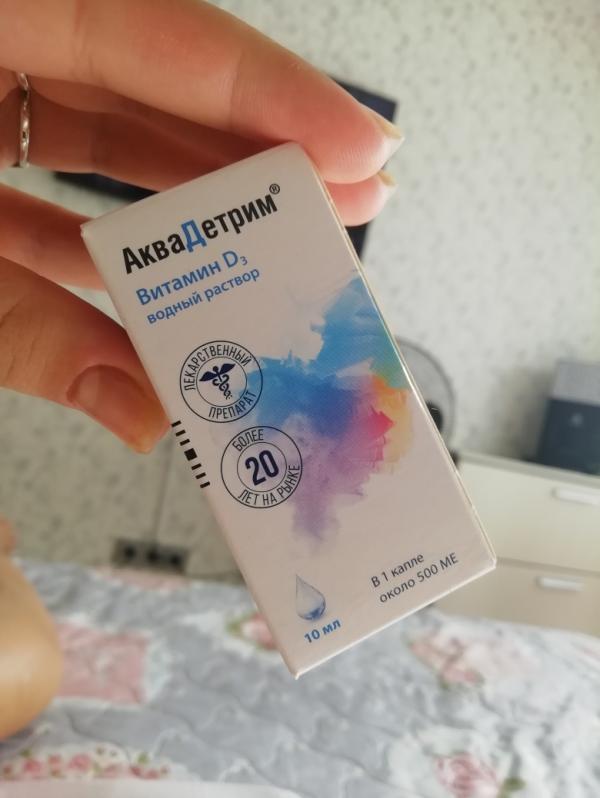 АкваДетрим®
Витамин D₃
водный раствор
ЛЕКАРСТВЕННЫЙ
ПРЕПАРАТ
БОЛЕЕ
20
ЛЕТ НА РЫНКЕ
В 1 капле
около 500 МЕ
10 мл